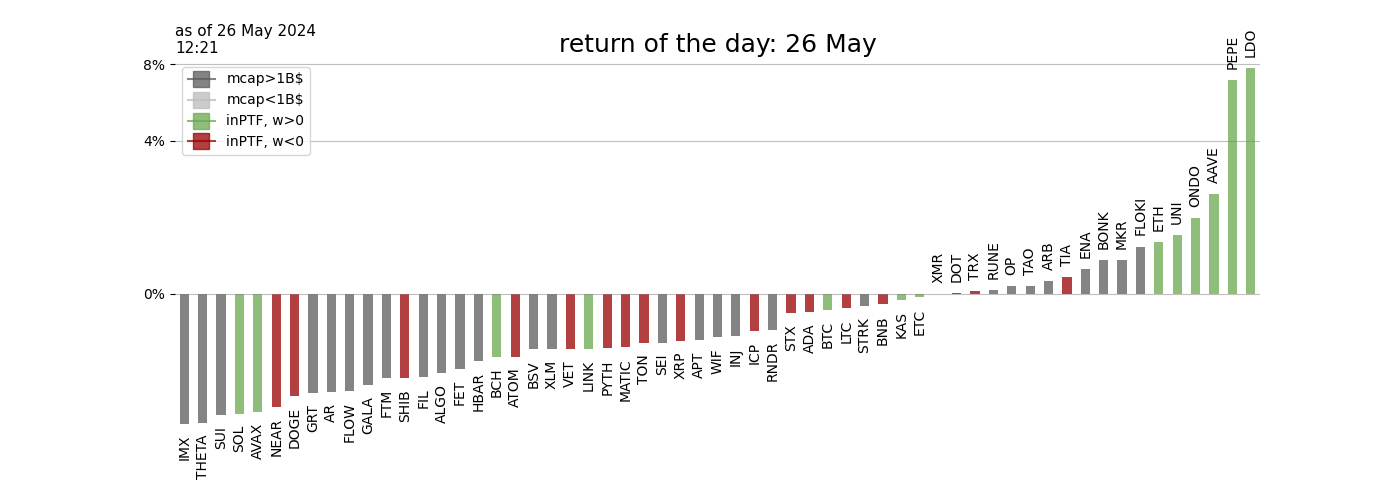 as of 26 May 2024
12:21
return of the day: 26 May
8%
4%
0%
mcap>1B$
mcap<1B$
inPTF, w>0
inPTF, w<0
IMX
THETA
SUI
SOL
AVAX
NEAR
DOGE
GRT
AR
FLOW
GALA
FTM
SHIB
FIL
ALGO
FET
HBAR
BCH
ATOM
BSV
XLM
VET
LINK
PYTH
MATIC
TON
SEI
XRP
APT
WIF
INJ
ICP
RNDR
STX
ADA
BTC
LTC
STRK
BNB
KAS
ETC
XMR
DOT
TRX
RUNE
OP
TAO
ARB
TIA
ENA
BONK
MKR
FLOKI
ETH
UNI
ONDO
AAVE
PEPE
LDO